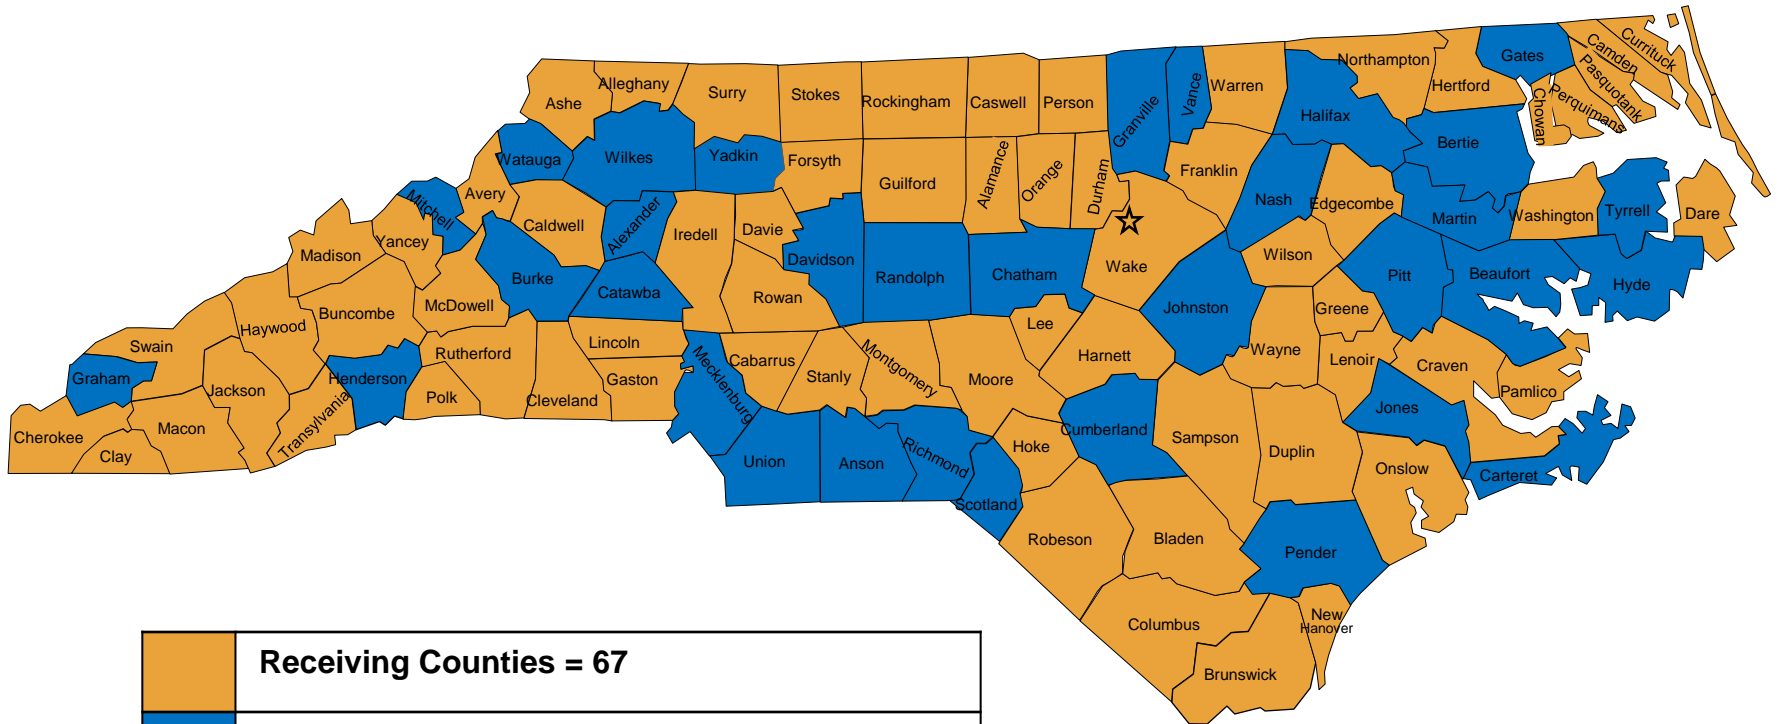 Ashe
Alleghany
Surry
Stokes
Rockingham
Caswell
Person
Granville
Vance
Warren
Northampton
Halifax
Hertford
Gates
Camden
Currituck
Pasquotank
Perquimans
Chowan
Bertie
Watauga
Wilkes
Yadkin
Forsyth
Guilford
Alamance
Orange
Durham
Franklin
Nash
Edgecombe
Martin
Washington
Tyrrell
Dare
Mitchell
Avery
Caldwell
Alexander
Iredell
Davie
Davidson
Randolph
Chatham
Wake
Wilson
Pitt
Beaufort
Hyde
Madison
Yancey
McDowell
Burke
Catawba
Rowan
Johnston
Greene
Buncombe
Haywood
Swain
Graham
Jackson
Henderson
Rutherford
Lincoln
Gaston
Mecklenburg
Cabarrus
Stanly
Montgomery
Moore
Lee
Harnett
Wayne
Lenoir
Craven
Pamlico
Cherokee
Clay
Macon
Transylvania
Polk
Cleveland
Union
Anson
Richmond
Scotland
Hoke
Cumberland
Sampson
Duplin
Jones
Onslow
Carteret
Robeson
Bladen
Pender
Columbus
Brunswick
New
Hanover
Receiving Counties = 67